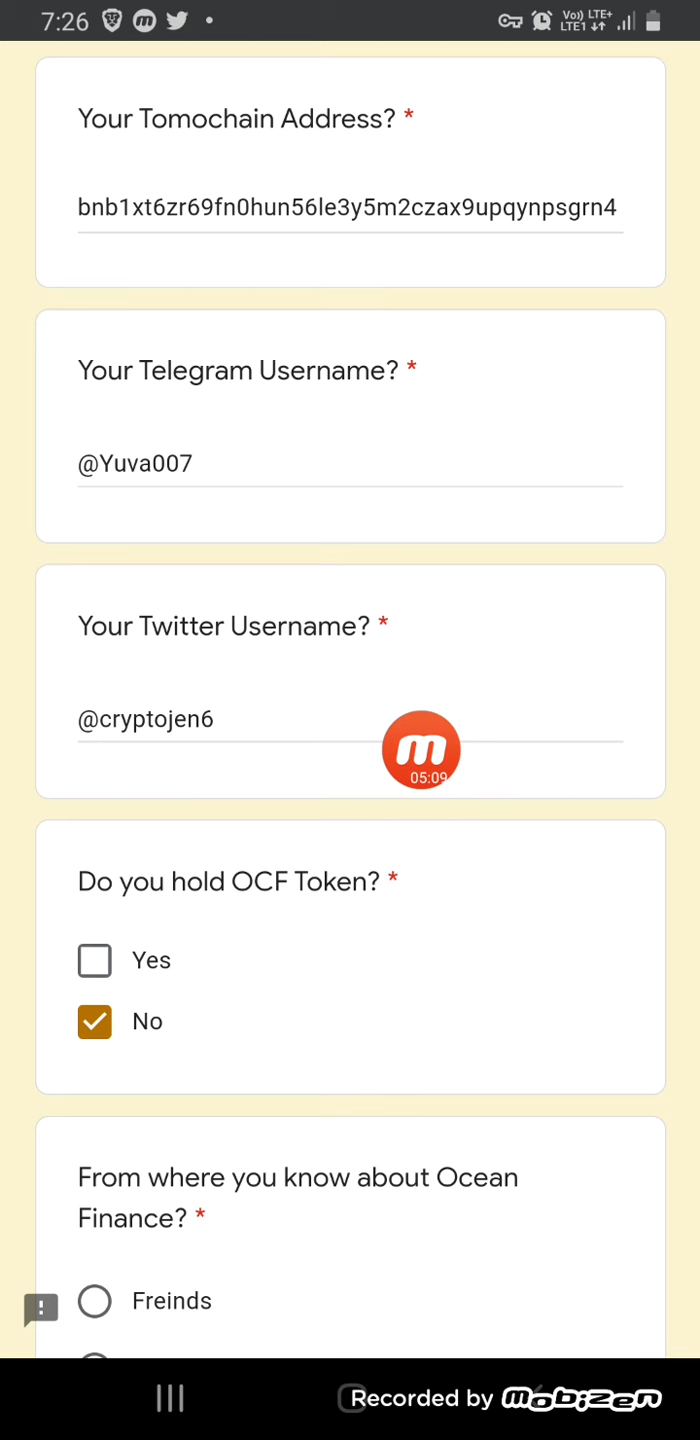 7:26
Vo) LTE+
LTE1
Your Tomochain Address? *
bnb1xt6zr69fn0hun56le3y5m2czax9upqynpsgrn4
Your Telegram Username? *
@Yuva007
Your Twitter Username? *
@cryptojen6
m
05:09
Do you hold OCF Token? *
Yes
No
From where you know about Ocean
Finance? *
Freinds
Recorded by mobizen